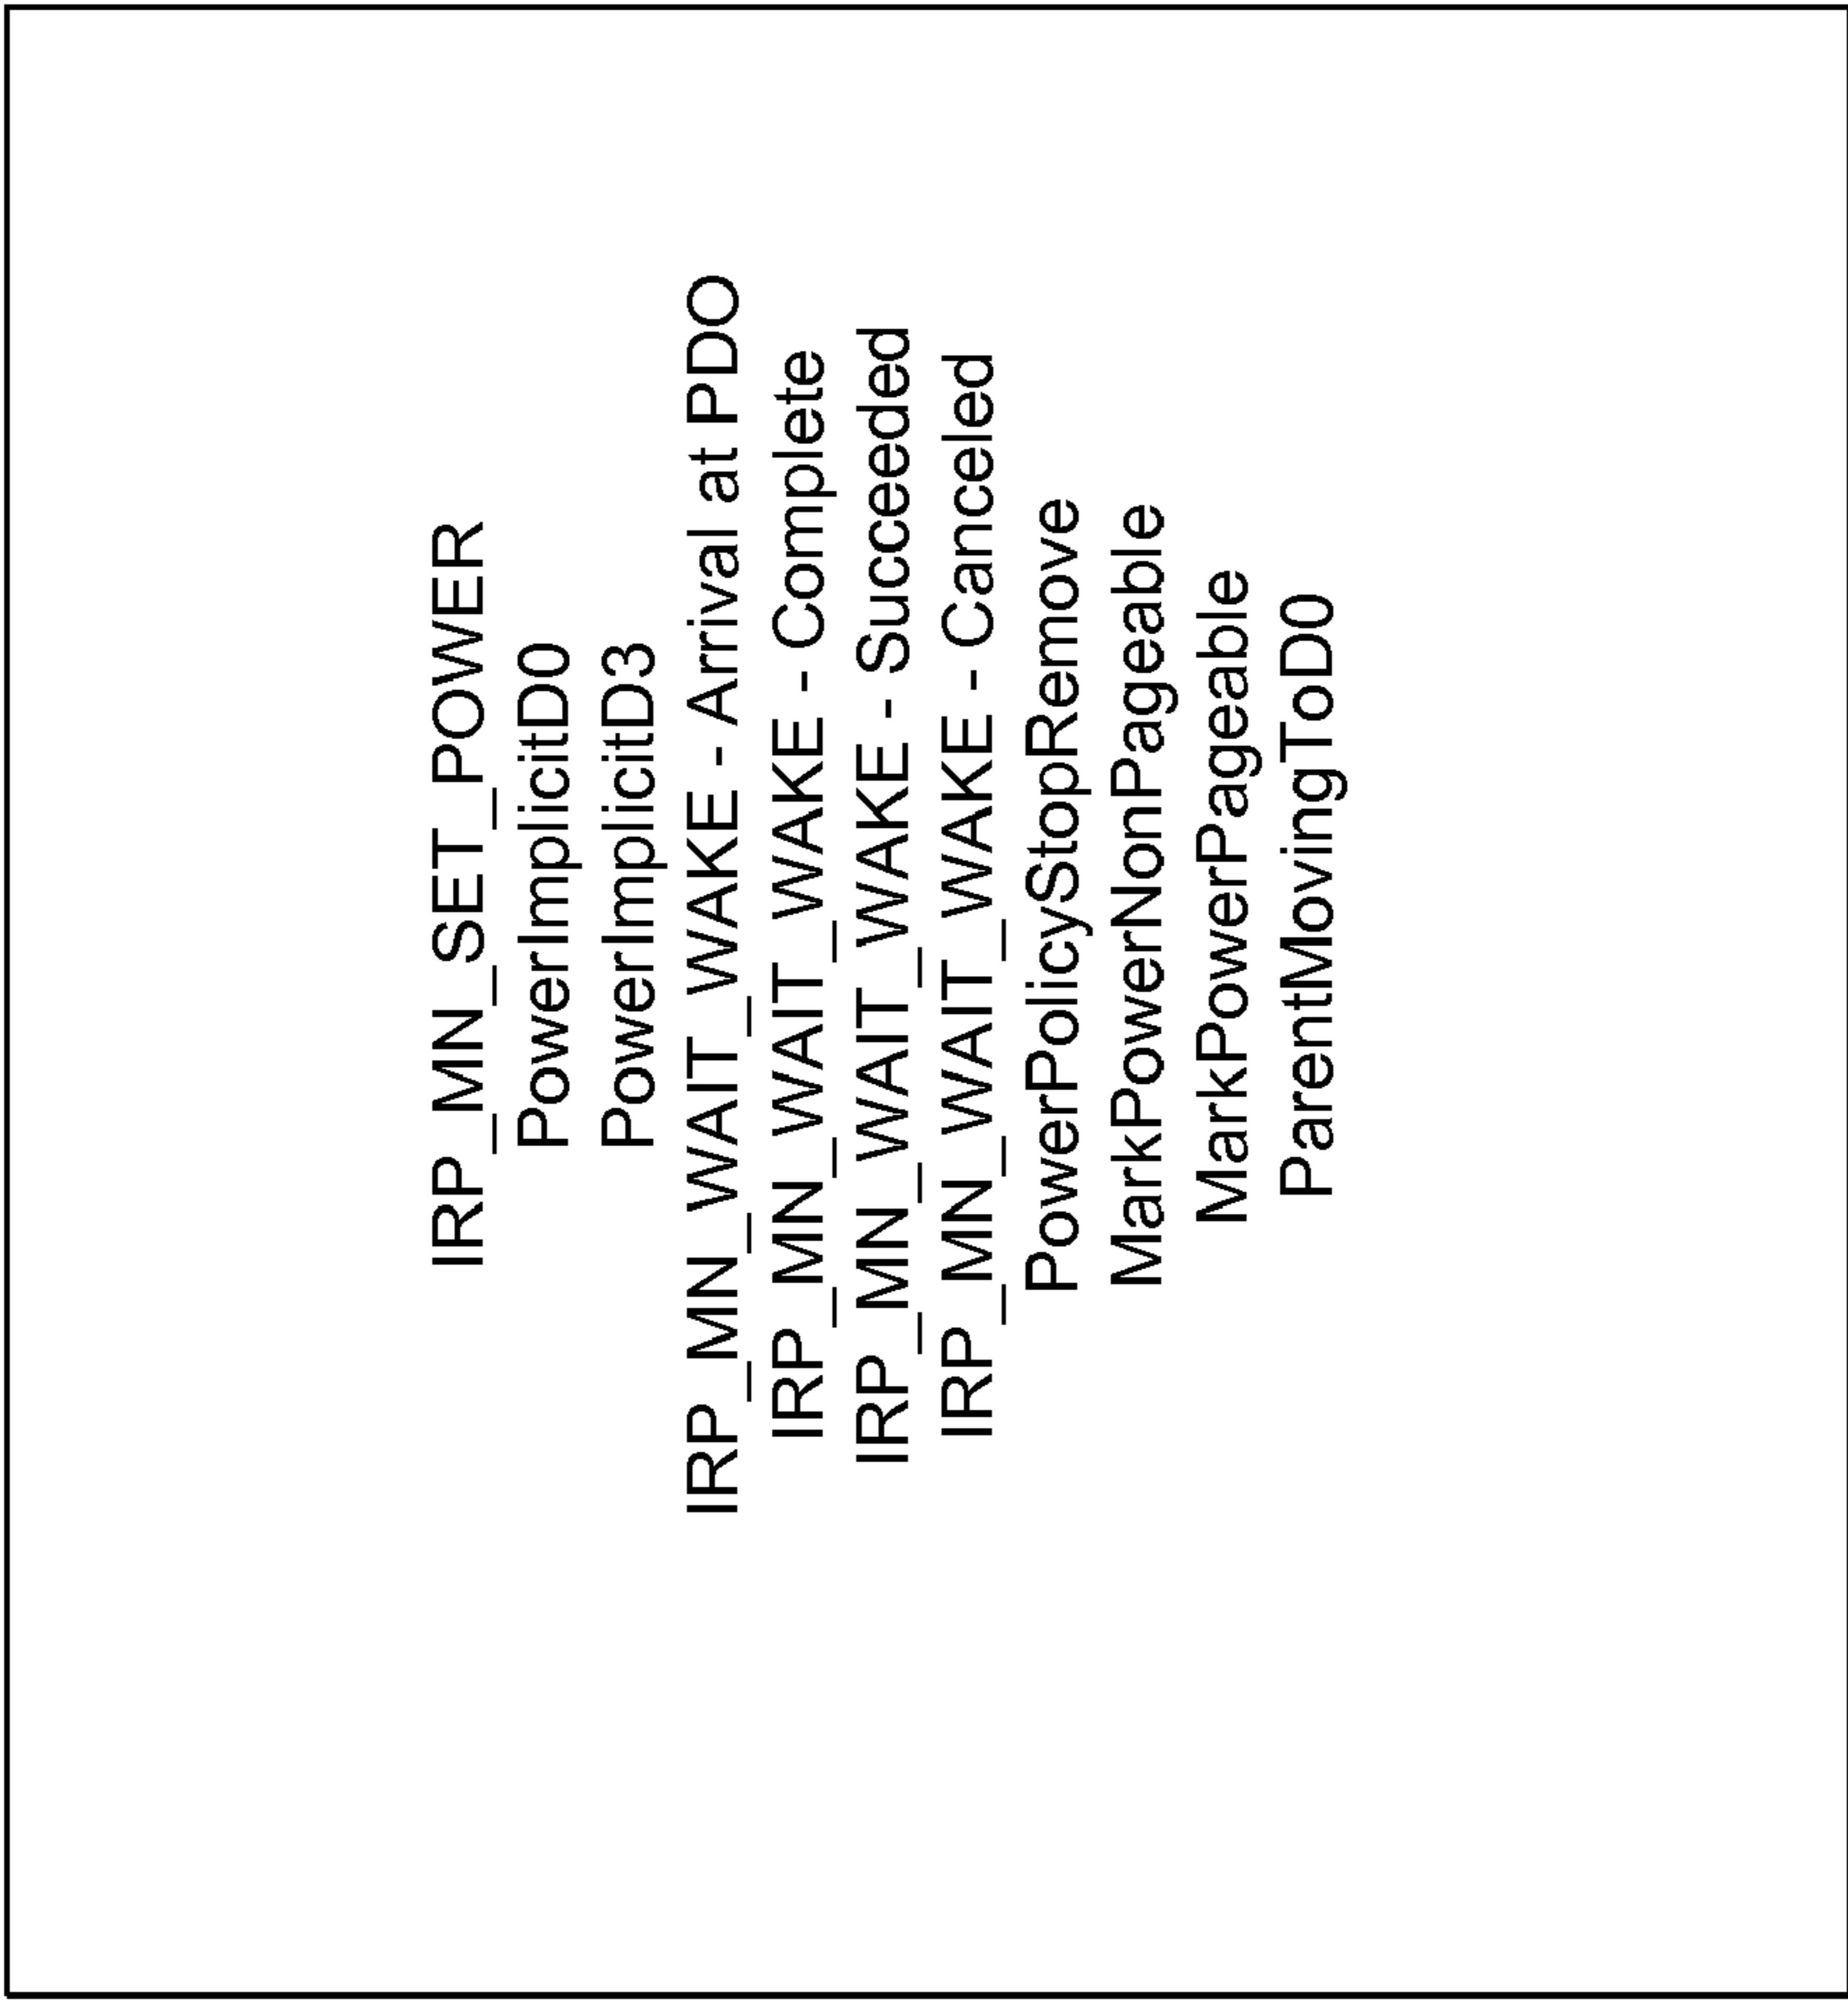 IRP_MN_SET_POWER
PowerImplicitD0
PowerImplicitD3
IRP_MN_WAIT_WAKE - Arrival at PDO
IRP_MN_WAIT_WAKE - Complete
IRP_MN_WAIT_WAKE - Succeeded
IRP_MN_WAIT_WAKE - Canceled
PowerPolicyStopRemove
MarkPowerNonPageable
MarkPowerPageable
ParentMovingToD0